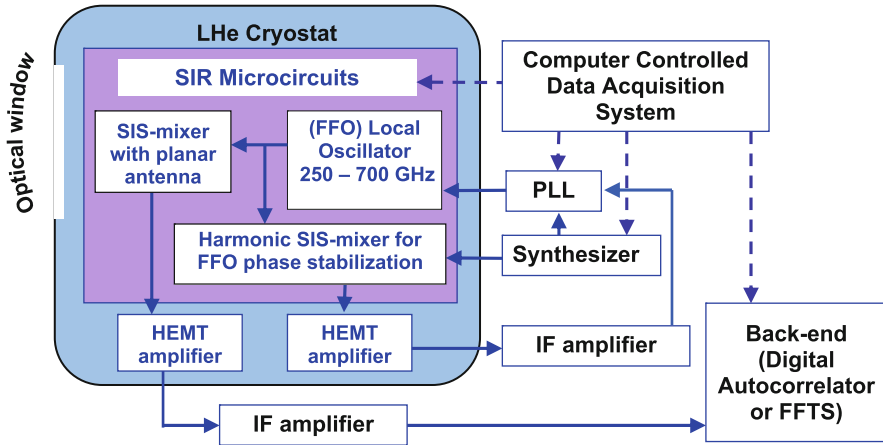 LHe Cryostat
Optical window
SIR Microcircuits
Computer Controlled
Data Acquisition
System
SIS-mixer
with planar
antenna
(FFO) Local
Oscillator
250 – 700 GHz
PLL
Harmonic SIS-mixer for
FFO phase stabilization
Synthesizer
HEMT
amplifier
HEMT
amplifier
IF amplifier
Back-end
(Digital
Autocorrelator
or FFTS)
IF amplifier